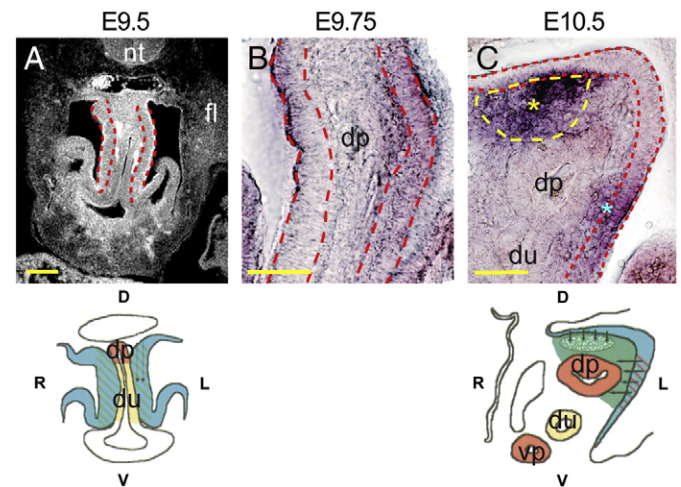 E9.5 E9.75 E10.5
A B C
nt
fl
dp
*
dp
*
du
D D
dp
R du L
V
R dp L
du
vp
V